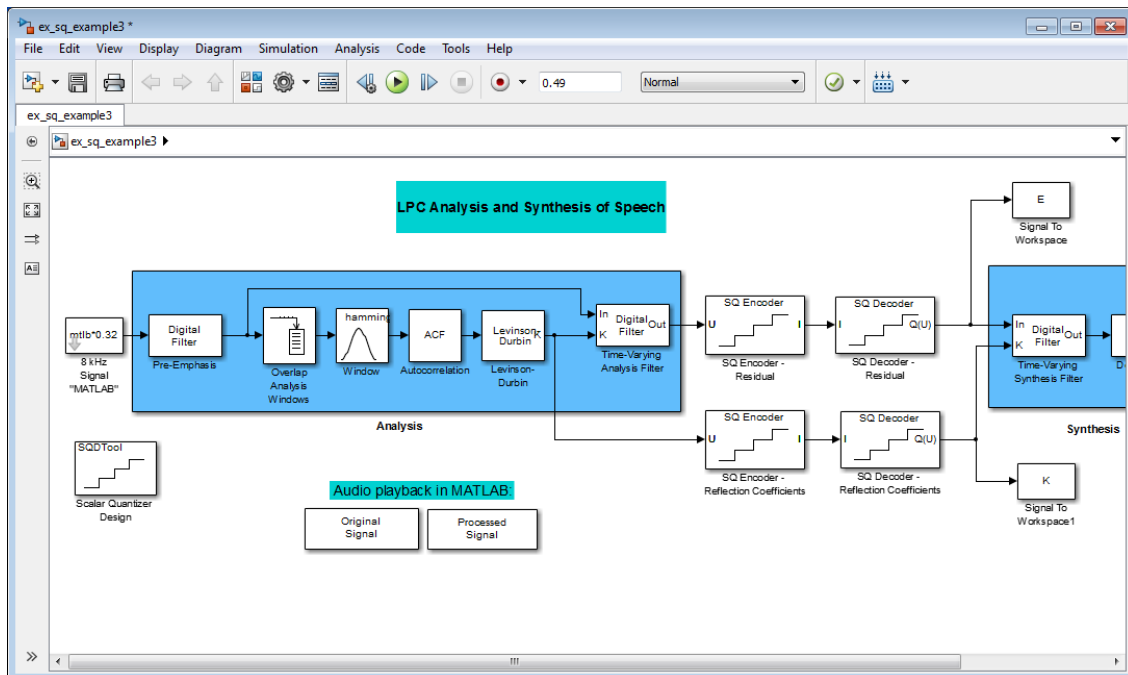 ex_sq_example3 *
File Edit View Display Diagram Simulation Analysis Code Tools Help
0.49 Normal
ex_sq_example3
ex_sq_example3
LPC Analysis and Synthesis of Speech
E
Signal To
Workspace
mtlb*0.32
8 kHz
Signal
"MATLAB"
Digital
Filter
Pre-Emphasis
Overlap
Analysis
Windows
hamming
Window
ACF
Autocorrelation
Levinson
Durbin
K
Levinson-
Durbin
In
K
Digital
Filter
Out
Time-Varying
Analysis Filter
Analysis
SQ Encoder
U
I
SQ Encoder -
Residual
SQ Decoder
I
Q(U)
SQ Decoder -
Residual
In
K
Digital
Filter
Out
Time-Varying
Synthesis Filter
D
Synthesis
SQ Encoder
U
I
SQ Encoder -
Reflection Coefficients
SQ Decoder
I
Q(U)
SQ Decoder -
Reflection Coefficients
K
Signal To
Workspace1
SQDTool
Scalar Quantizer
Design
Audio playback in MATLAB:
Original
Signal
Processed
Signal